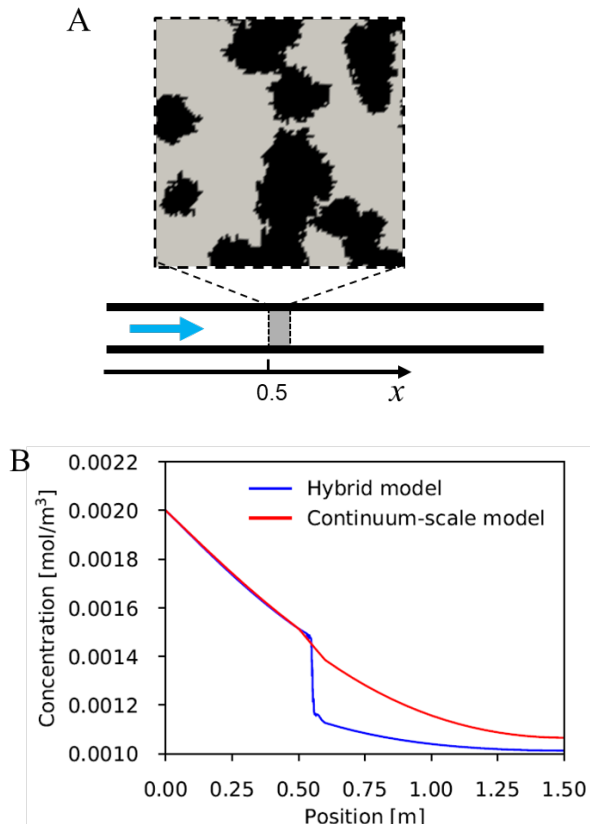 A
0.5
x
B
0.0022
0.0020
0.0018
0.0016
0.0014
0.0012
0.0010
Concentration [mol/m³]
Hybrid model
Continuum-scale model
0.00 0.25 0.50 0.75 1.00 1.25 1.50
Position [m]